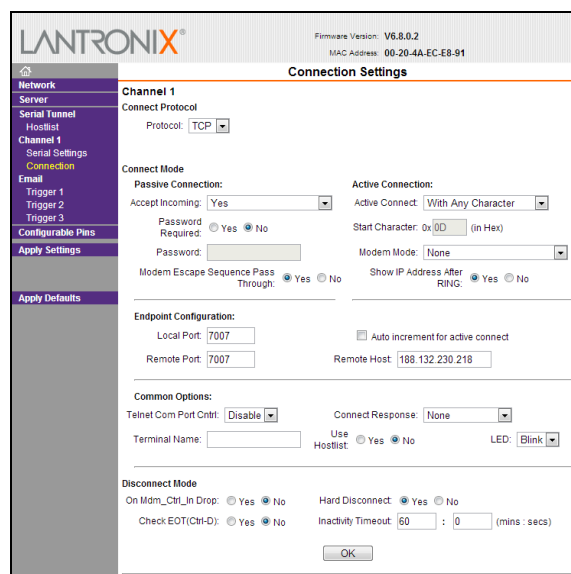 LANTRONIX®
Firmware Version: V6.8.0.2
MAC Address: 00-20-4A-EC-E8-91
Network
Server
Serial Tunnel
Hostlist
Channel 1
Serial Settings
Connection
Email
Trigger 1
Trigger 2
Trigger 3
Configurable Pins
Apply Settings
Apply Defaults
Connection Settings
Channel 1
Connect Protocol
Protocol: TCP
Connect Mode
Passive Connection:
Accept Incoming: Yes
Password Required: Yes No
Password:
Modem Escape Sequence Pass Through: Yes No
Active Connection:
Active Connect: With Any Character
Start Character: 0x 0D (in Hex)
Modem Mode: None
Show IP Address After RING: Yes No
Endpoint Configuration:
Local Port: 7007 Auto increment for active connect
Remote Port: 7007 Remote Host: 188.132.230.218
Common Options:
Telnet Com Port Cntrl: Disable Connect Response: None
Terminal Name: Use Hostlist: Yes No LED: Blink
Disconnect Mode
On Mdm_Ctrl_In Drop: Yes No Hard Disconnect: Yes No
Check EOT(Ctrl-D): Yes No Inactivity Timeout: 60 : 0 (mins : secs)
OK